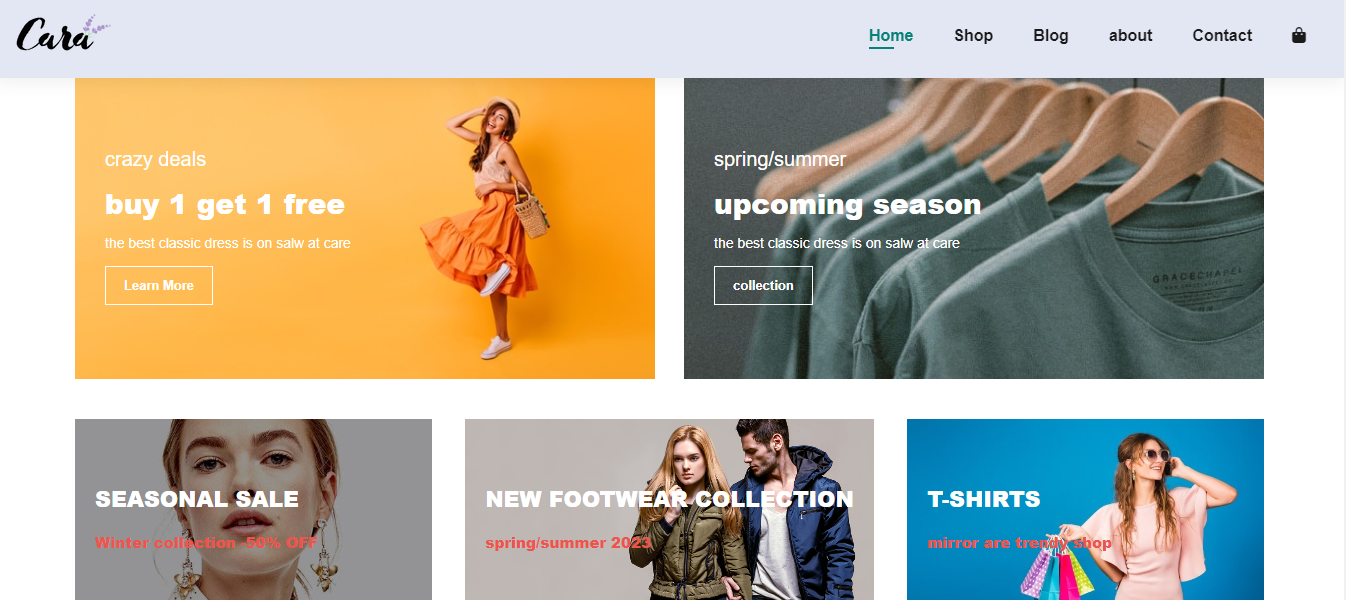 Cara
Home Shop Blog about Contact
crazy deals
buy 1 get 1 free
the best classic dress is on salw at care
Learn More
spring/summer
upcoming season
the best classic dress is on salw at care
collection
GRACECHAPEL
SEASONAL SALE
Winter collection -50% OFF
NEW FOOTWEAR COLLECTION
spring/summer 2023
T-SHIRTS
mirror are trendy shop